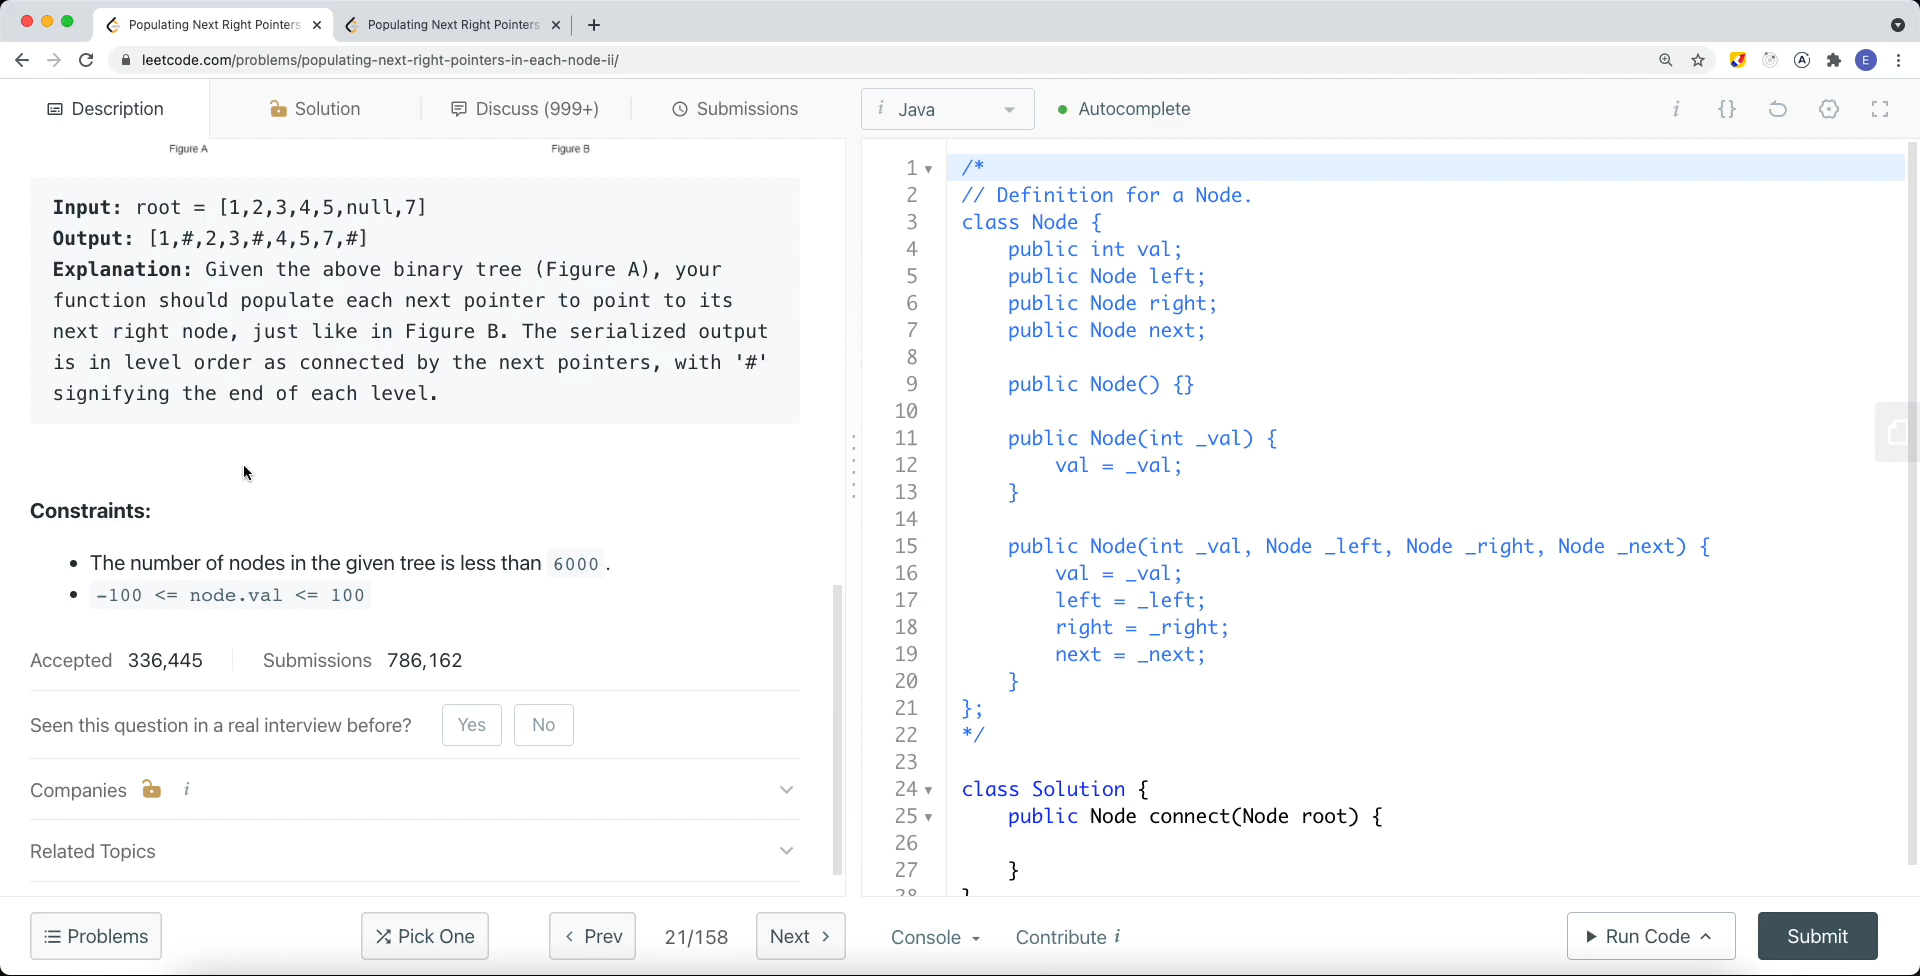 Populating Next Right Pointers
Populating Next Right Pointers
leetcode.com/problems/populating-next-right-pointers-in-each-node-ii/
E
Description
Solution
Discuss (999+)
Submissions
i Java
Autocomplete
i {}
Figure A
Figure B
Input: root = [1,2,3,4,5,null,7]
Output: [1,#,2,3,#,4,5,7,#]
Explanation: Given the above binary tree (Figure A), your
function should populate each next pointer to point to its
next right node, just like in Figure B. The serialized output
is in level order as connected by the next pointers, with '#'
signifying the end of each level.
Constraints:
• The number of nodes in the given tree is less than 6000.
• -100 <= node.val <= 100
Accepted 336,445
Submissions 786,162
Seen this question in a real interview before?
Yes
No
Companies i
Related Topics
1 /*
2 // Definition for a Node.
3 class Node {
4 public int val;
5 public Node left;
6 public Node right;
7 public Node next;
8
9 public Node() {}
10
11 public Node(int _val) {
12 val = _val;
13 }
14
15 public Node(int _val, Node _left, Node _right, Node _next) {
16 val = _val;
17 left = _left;
18 right = _right;
19 next = _next;
20 }
21 };
22 */
23
24 class Solution {
25 public Node connect(Node root) {
26
27 }
28 }
Problems
Pick One
Prev
21/158
Next
Console
Contribute i
Run Code
Submit